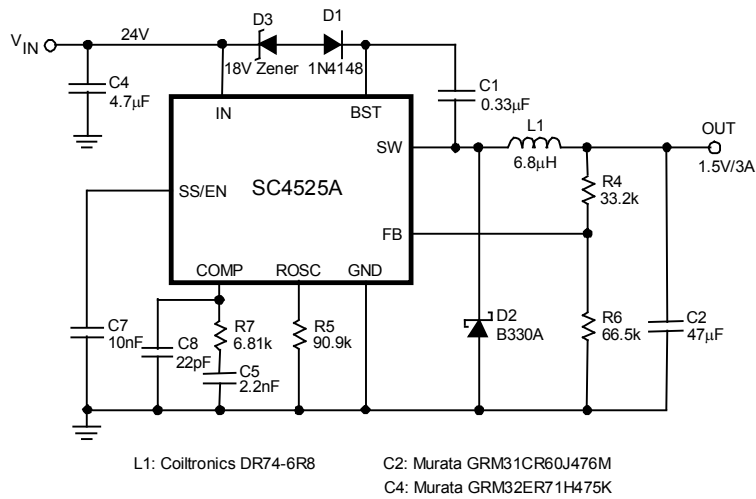 D3
D1
V IN
24V
18V Zener
1N4148
C4
4.7µF
C1
0.33µF
IN
BST
L1
OUT
SW
6.8µH
1.5V/3A
SS/EN
SC4525A
R4
33.2k
FB
COMP
ROSC
GND
C7
10nF
C8
22pF
R7
6.81k
R5
90.9k
D2
B330A
R6
66.5k
C2
47µF
C5
2.2nF
L1: Coiltronics DR74-6R8
C2: Murata GRM31CR60J476M
C4: Murata GRM32ER71H475K